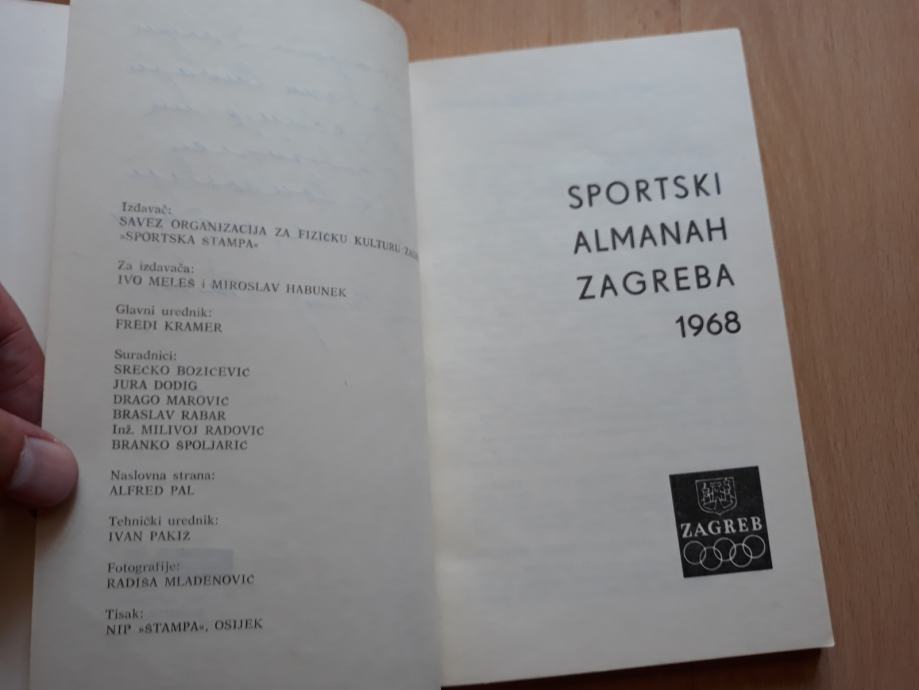 Izdavač:
SAVEZ ORGANIZACIJA ZA FIZIČKU KULTURU
»SPORTSKA ŠTAMPA«
Za izdavača:
IVO MELEŠ i MIROSLAV HABUNEK
Glavni urednik:
FREDI KRAMER
Suradnici:
SREĆKO BOŽIČEVIĆ
JURA DODIG
DRAGO MAROVIĆ
BRASLAV RABAR
Inž. MILIVOJ RADOVIĆ
BRANKO ŠPOLJARIĆ
Naslovna strana:
ALFRED PAL
Tehnički urednik:
IVAN PAKIŽ
Fotografije:
RADIŠA MLADENOVIĆ
Tisak:
NIP »ŠTAMPA«, OSIJEK
SPORTSKI
ALMANAH
ZAGREBA
1968
ZAGREB